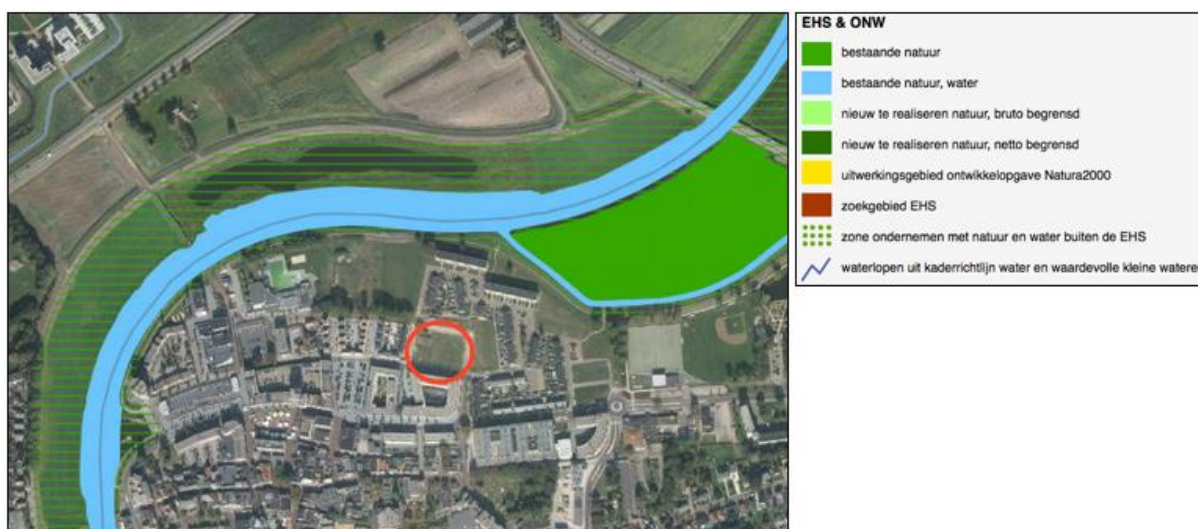 EHS & ONW
bestaande natuur
bestaande natuur, water
nieuw te realiseren natuur, bruto begrensd
nieuw te realiseren natuur, netto begrensd
uitwerkingsgebied ontwikkelopgave Natura2000
zoekgebied EHS
zone ondernemen met natuur en water buiten de EHS
waterlopen uit kaderrichtlijn water en waardevolle kleine watere